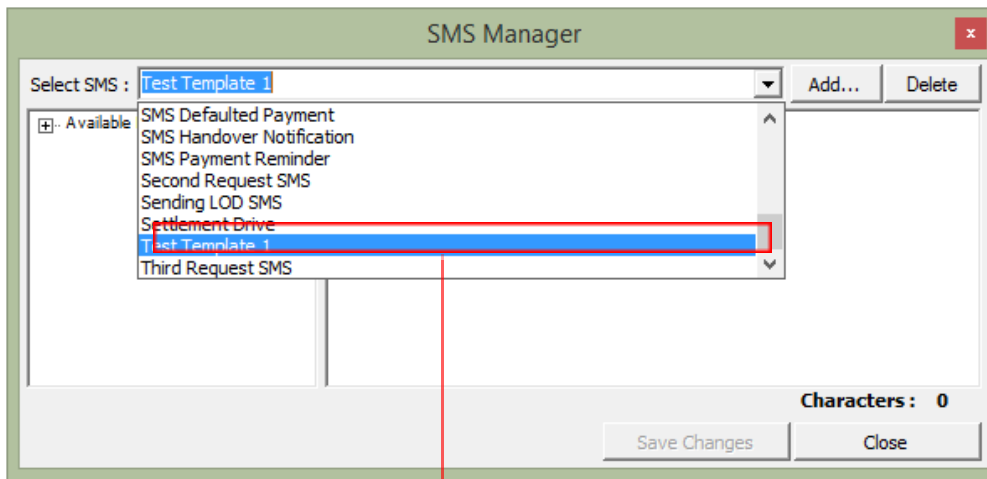 SMS Manager
x
Select SMS : Test Template 1 Add... Delete
Available
SMS Defaulted Payment
SMS Handover Notification
SMS Payment Reminder
Second Request SMS
Sending LOD SMS
Settlement Drive
Test Template 1
Third Request SMS
Characters : 0
Save Changes Close